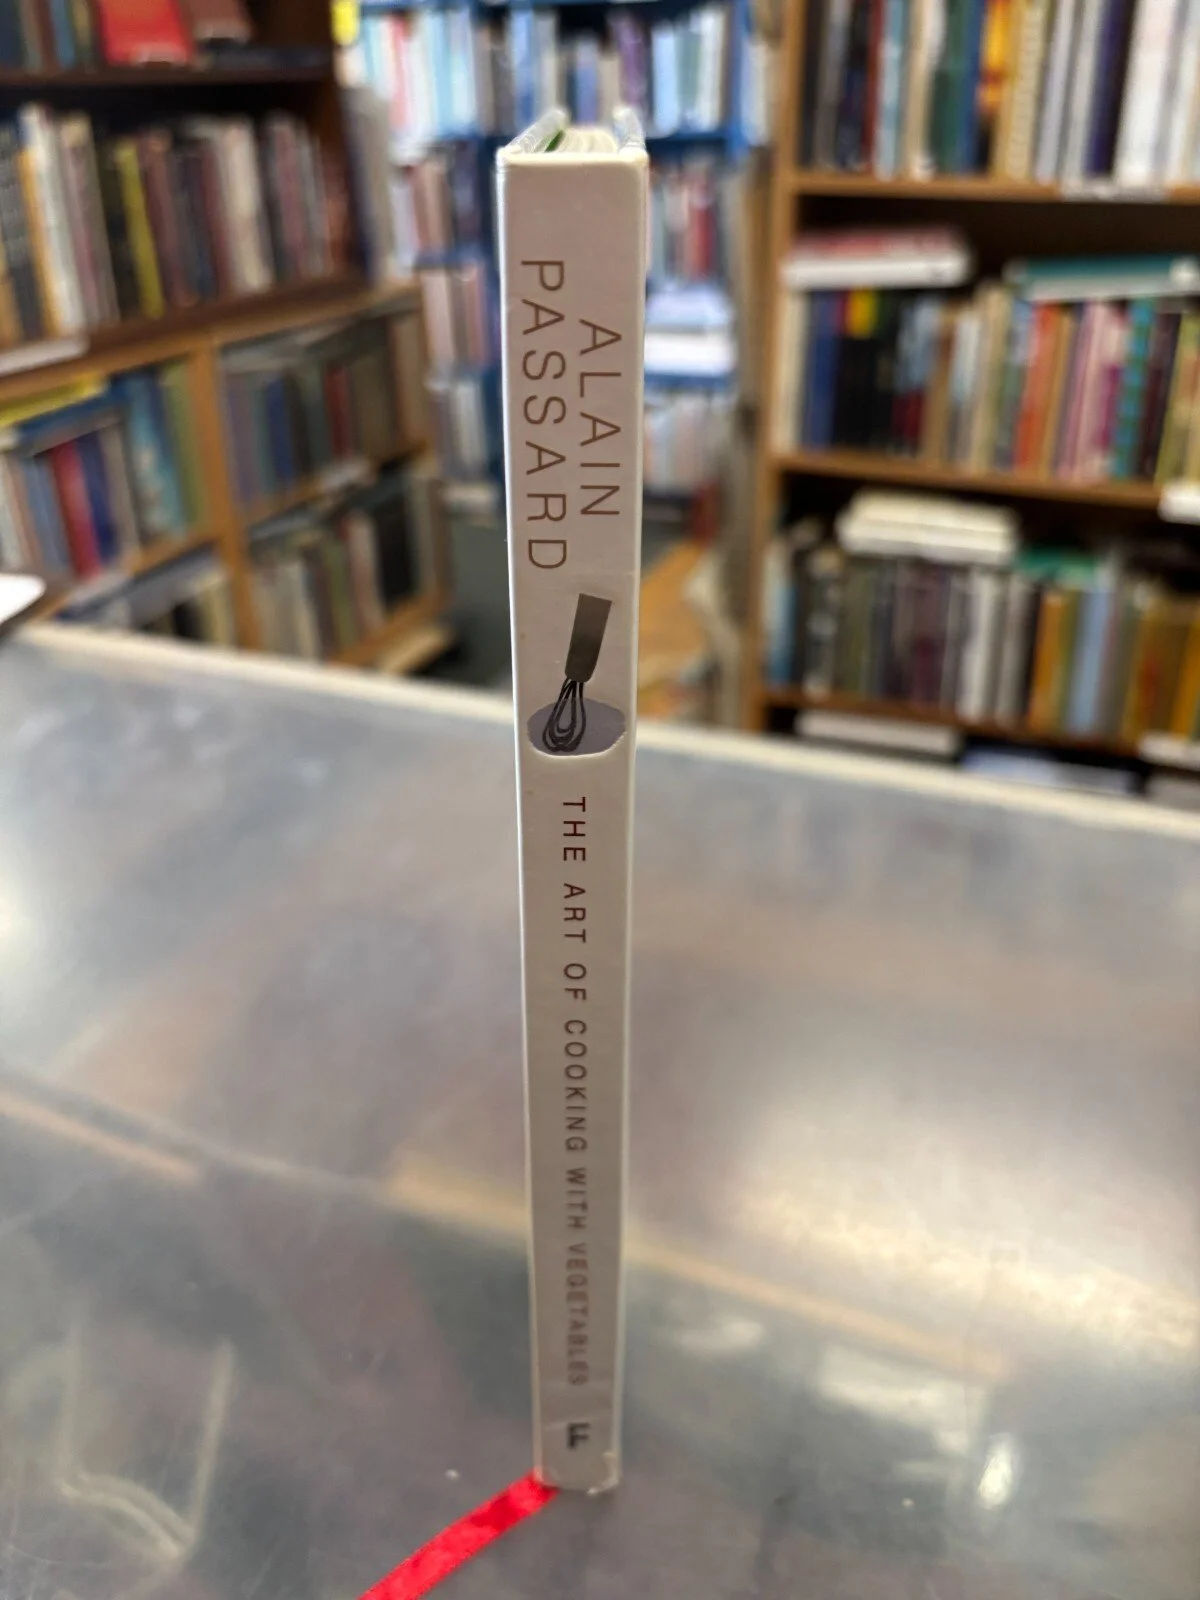 ALAIN
PASSARD
THE ART OF COOKING WITH VEGETABLES